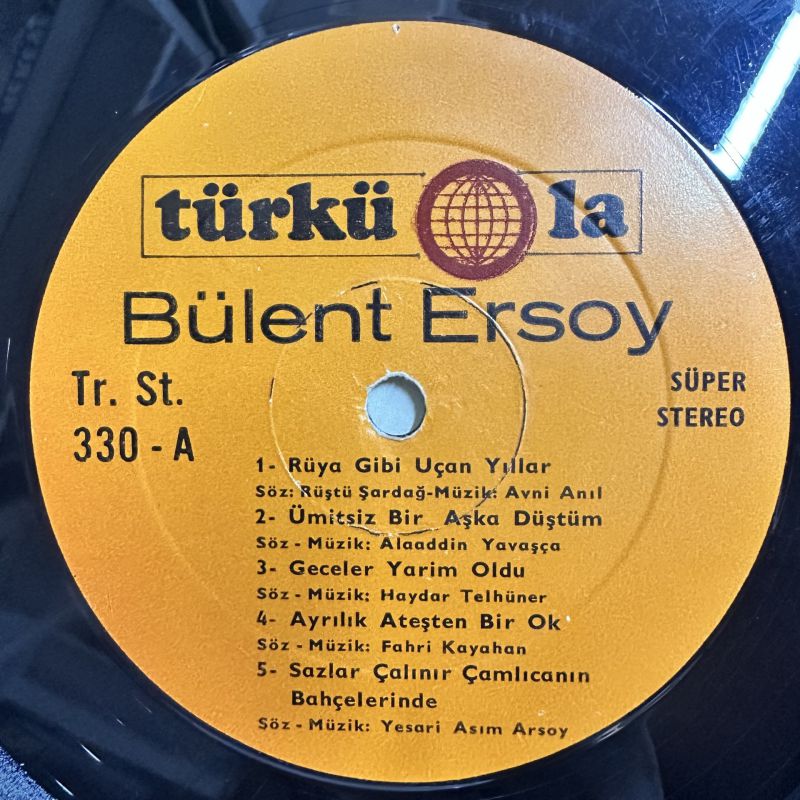 türküola
Bülent Ersoy
Tr. St.
330 - A
SÜPER
STEREO
1- Rüya Gibi Uçan Yıllar
Söz: Rüştü Şardağ-Müzik: Avni Anıl
2- Ümitsiz Bir Aşka Düştüm
Söz - Müzik: Alaaddin Yavaşça
3- Geceler Yarim Oldu
Söz - Müzik: Haydar Telhüner
4- Ayrılık Ateşten Bir Ok
Söz - Müzik: Fahri Kayahan
5- Sazlar Çalınır Çamlıcanın
Bahçelerinde
Söz - Müzik: Yesari Asım Arsoy